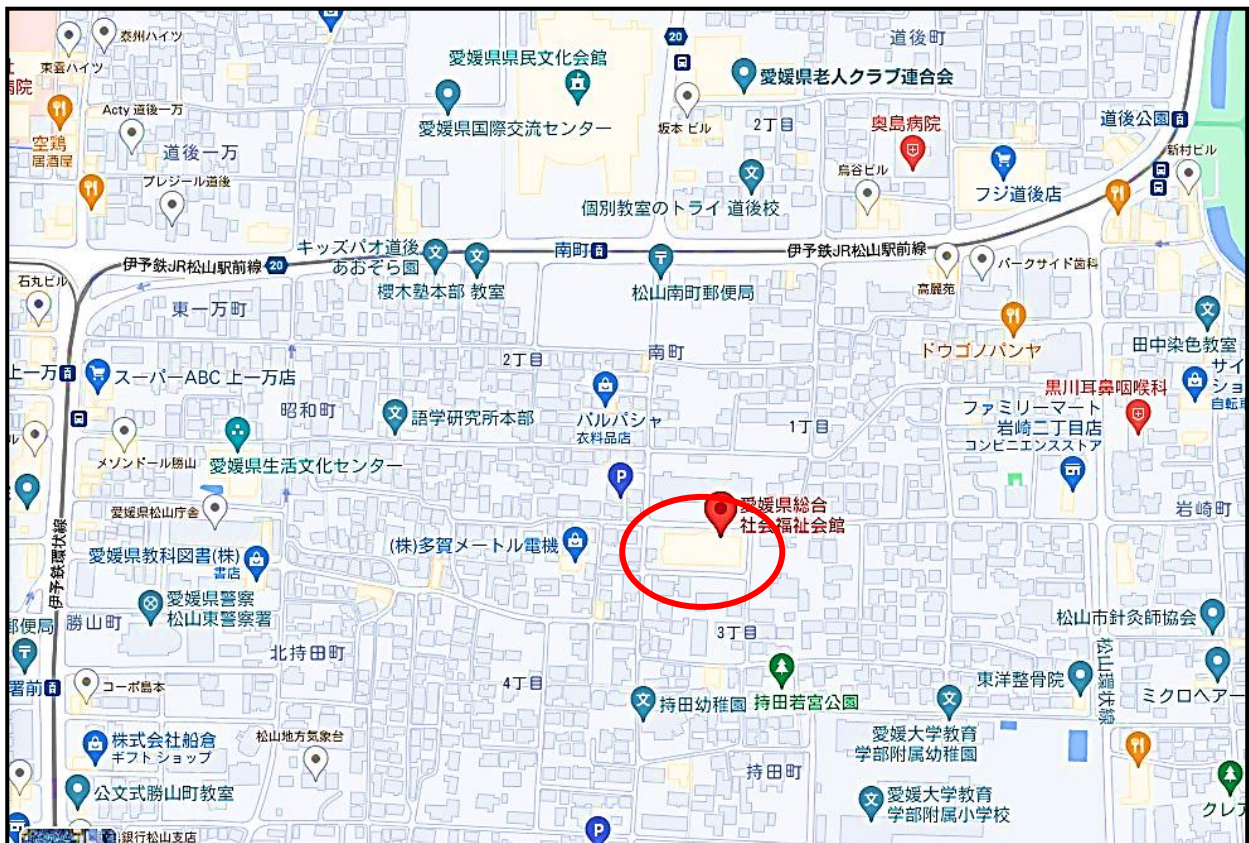 泰州ハイツ
東雲ハイツ
病院
空鶏
居酒屋
Acty 道後一万
道後一万
プレジール道後
愛媛県県民文化会館
愛媛県国際交流センター
20
坂本 ビル
愛媛県老人クラブ連合会
道後町
2丁目
奥島病院
烏谷ビル
個別教室のトライ 道後校
フジ道後店
道後公園
新村ビル
キッズパオ道後
あおぞら園
櫻木塾本部 教室
南町
伊予鉄JR松山駅前線
伊予鉄JR松山駅前線
20
松山南町郵便局
高麗苑
パークサイド歯科
石丸ビル
東一万町
ドウゴノパンヤ
田中染色教室
上一万
スーパーABC 上一万店
2丁目
南町
昭和町
語学研究所本部
パルパシャ
衣料品店
1丁目
黒川耳鼻咽喉科
サイ
ショ
自転車
ファミリーマート
岩崎二丁目店
コンビニエンスストア
ル
メゾンドール勝山
愛媛県生活文化センター
P
愛媛県総合
社会福祉会館
岩崎町
愛媛県松山庁舎
愛媛県教科図書(株)
書店
(株)多賀メートル電機
伊予鉄環状線
愛媛県警察
松山東警察署
郵便局
勝山町
北持田町
3丁目
松山市針灸師協会
松山環状線
署前
コーポ島本
4丁目
持田幼稚園
持田若宮公園
東洋整骨院
ミクロヘアー
愛媛大学教育
学部附属幼稚園
株式会社船倉
ギフト ショップ
松山地方気象台
持田町
公文式勝山町教室
愛媛大学教育
学部附属小学校
クレア
銀行松山支店
P